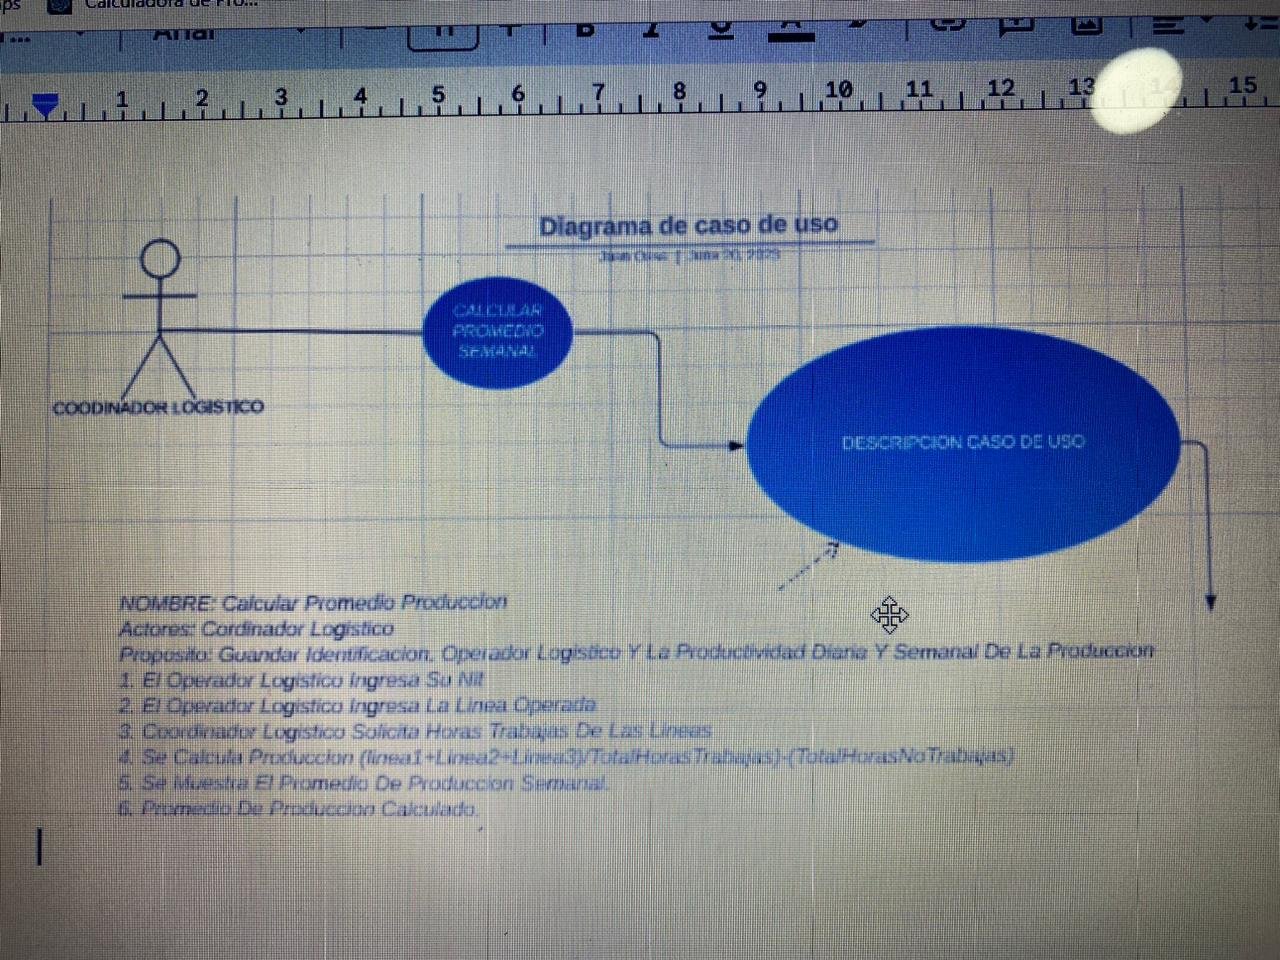 Calculadora de Pro...
...
Arial
11
B I U A
1 2 3 4 5 6 7 8 9 10 11 12 13 14 15
Diagrama de caso de uso
CALCULAR
PROMEDIO
SEMANAL
COODINADOR LOGISTICO
DESCRIPCION CASO DE USO
NOMBRE: Calcular Promedio Produccion
Actores: Cordinador Logistico
Proposito: Guandar Identificacion, Operador Logistico Y La Productividad Diaria Y Semanal De La Produccion
1. El Operador Logistico Ingresa Su Nit
2. El Operador Logistico Ingresa La Linea Operada
3. Coordinador Logistico Solicita Horas Trabajas De Las Lineas
4. Se Calcula Produccion (linea1+Linea2+Linea3)/TotalHorasTrabajas)-(TotalHorasNoTrabajas)
5. Se Muestra El Promedio De Produccion Semanal.
6. Promedio De Produccion Calculado.